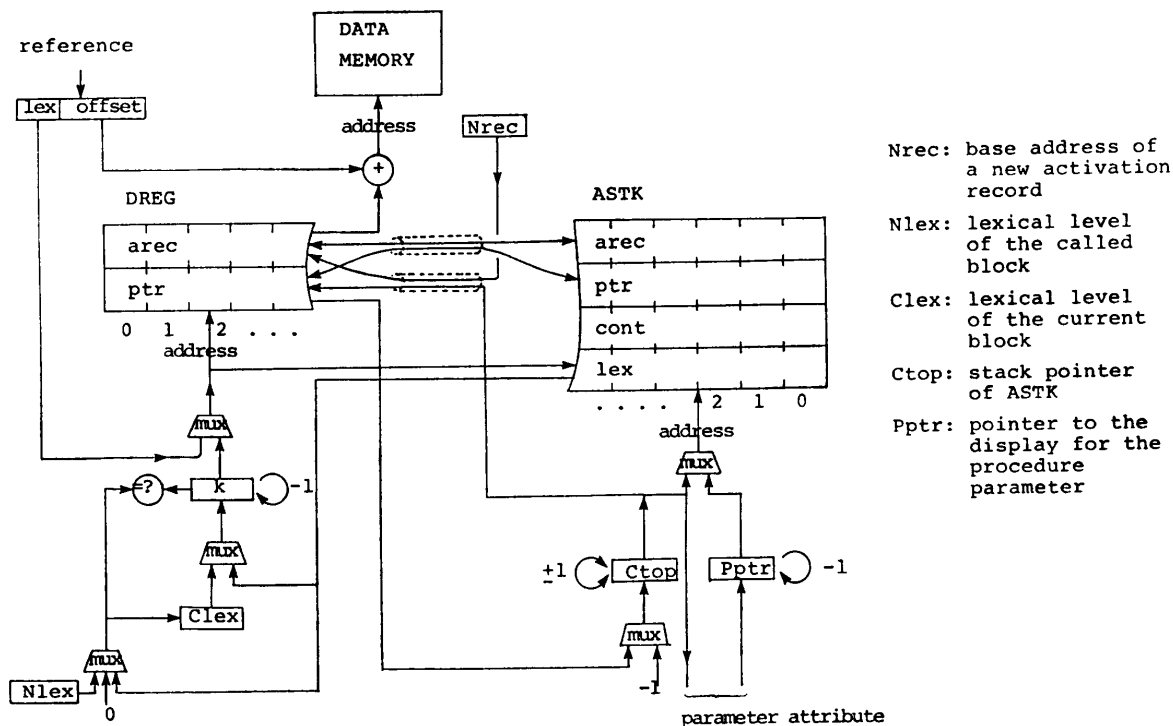 reference
lex offset
DATA
MEMORY
address
Nrec
+
DREG
ASTK
arec
ptr
0 1 2 . . .
address
arec
ptr
cont
lex
. . . . 2 1 0
address
mux
mux
=?
k
-1
mux
Clex
mux
Nlex
0
+1
Ctop
Pptr
-1
mux
-1
parameter attribute
Nrec: base address of
a new activation
record
Nlex: lexical level
of the called
block
Clex: lexical level
of the current
block
Ctop: stack pointer
of ASTK
Pptr: pointer to the
display for the
procedure
parameter